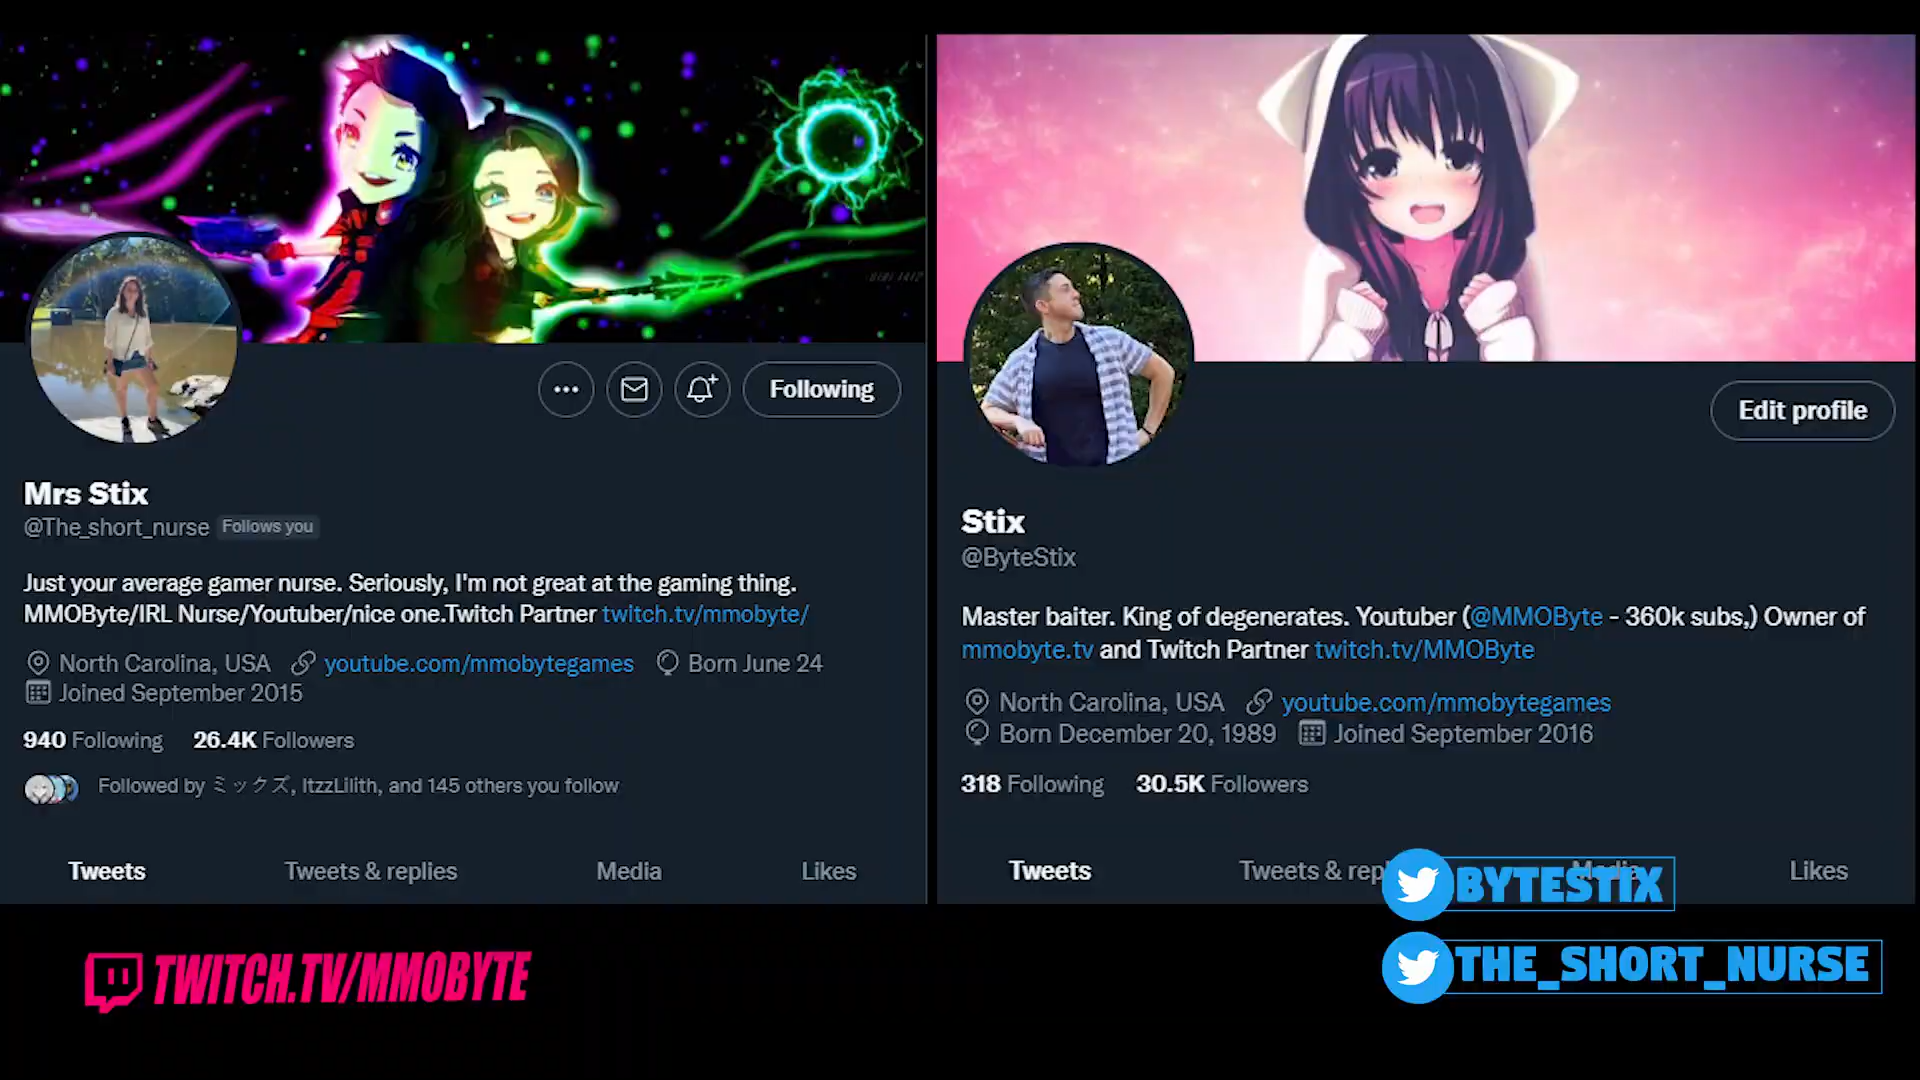 Following
Mrs Stix
@The_short_nurse Follows you
Just your average gamer nurse. Seriously, I'm not great at the gaming thing.
MMOByte/IRL Nurse/Youtuber/nice one.Twitch Partner twitch.tv/mmobyte/
North Carolina, USA youtube.com/mmobytegames Born June 24
Joined September 2015
940 Following 26.4K Followers
Followed by ミックズ, ItzzLilith, and 145 others you follow
Tweets Tweets & replies Media Likes
Edit profile
Stix
@ByteStix
Master baiter. King of degenerates. Youtuber (@MMOByte - 360k subs,) Owner of
mmobyte.tv and Twitch Partner twitch.tv/MMOByte
North Carolina, USA youtube.com/mmobytegames
Born December 20, 1989 Joined September 2016
318 Following 30.5K Followers
Tweets Tweets & rep Media Likes
BYTESTIX
THE_SHORT_NURSE
TWITCH.TV/MMOBYTE